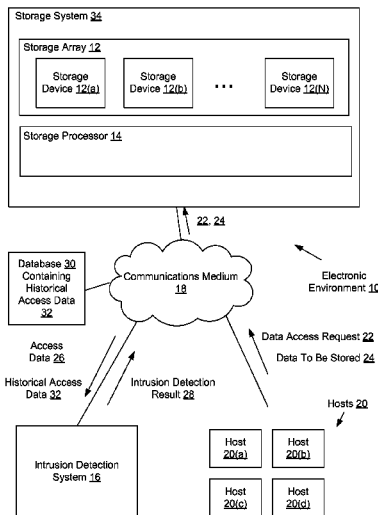 Storage System 34
Storage Array 12
Storage
Device 12(a)
Storage
Device 12(b)
...
Storage
Device 12(N)
Storage Processor 14
22, 24
Database 30
Containing
Historical
Access Data
32
Communications Medium
18
Electronic
Environment 10
Access
Data 26
Data Access Request 22
Data To Be Stored 24
Historical Access
Data 32
Intrusion Detection
Result 28
Hosts 20
Intrusion Detection
System 16
Host
20(a)
Host
20(b)
Host
20(c)
Host
20(d)